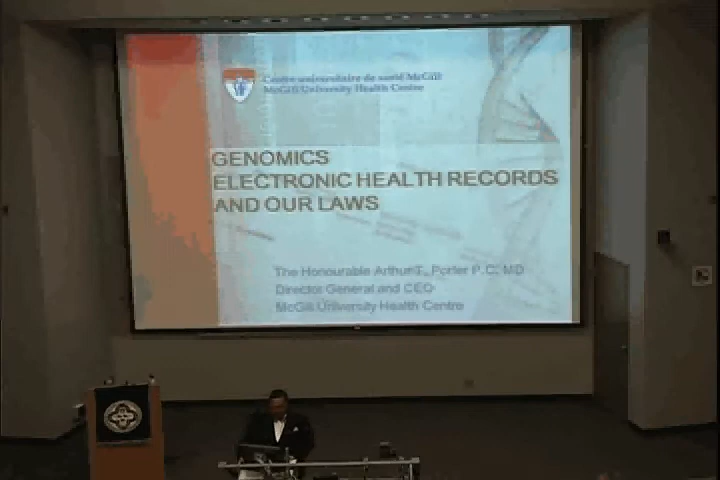 Centre universitaire de santé McGill
McGill University Health Centre
GENOMICS
ELECTRONIC HEALTH RECORDS
AND OUR LAWS
The Honourable Arthur T. Porter P.C. MD
Director General and CEO
McGill University Health Centre